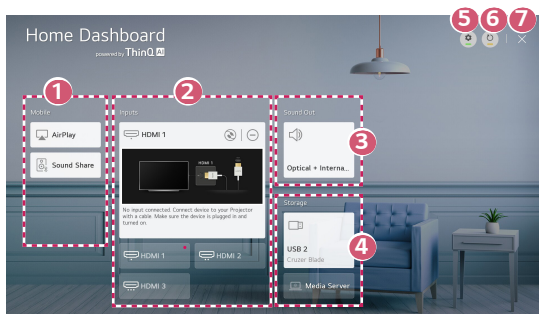 Home Dashboard
powered by ThinQ AI
5
6
7
1
2
3
4
Mobile
AirPlay
Sound Share
Inputs
HDMI 1
HDMI 1
No input connected. Connect device to your Projector
with a cable. Make sure the device is plugged in and
turned on.
HDMI 1
HDMI 2
HDMI 3
Sound Out
Optical + Interna...
Storage
USB 2
Cruzer Blade
Media Server